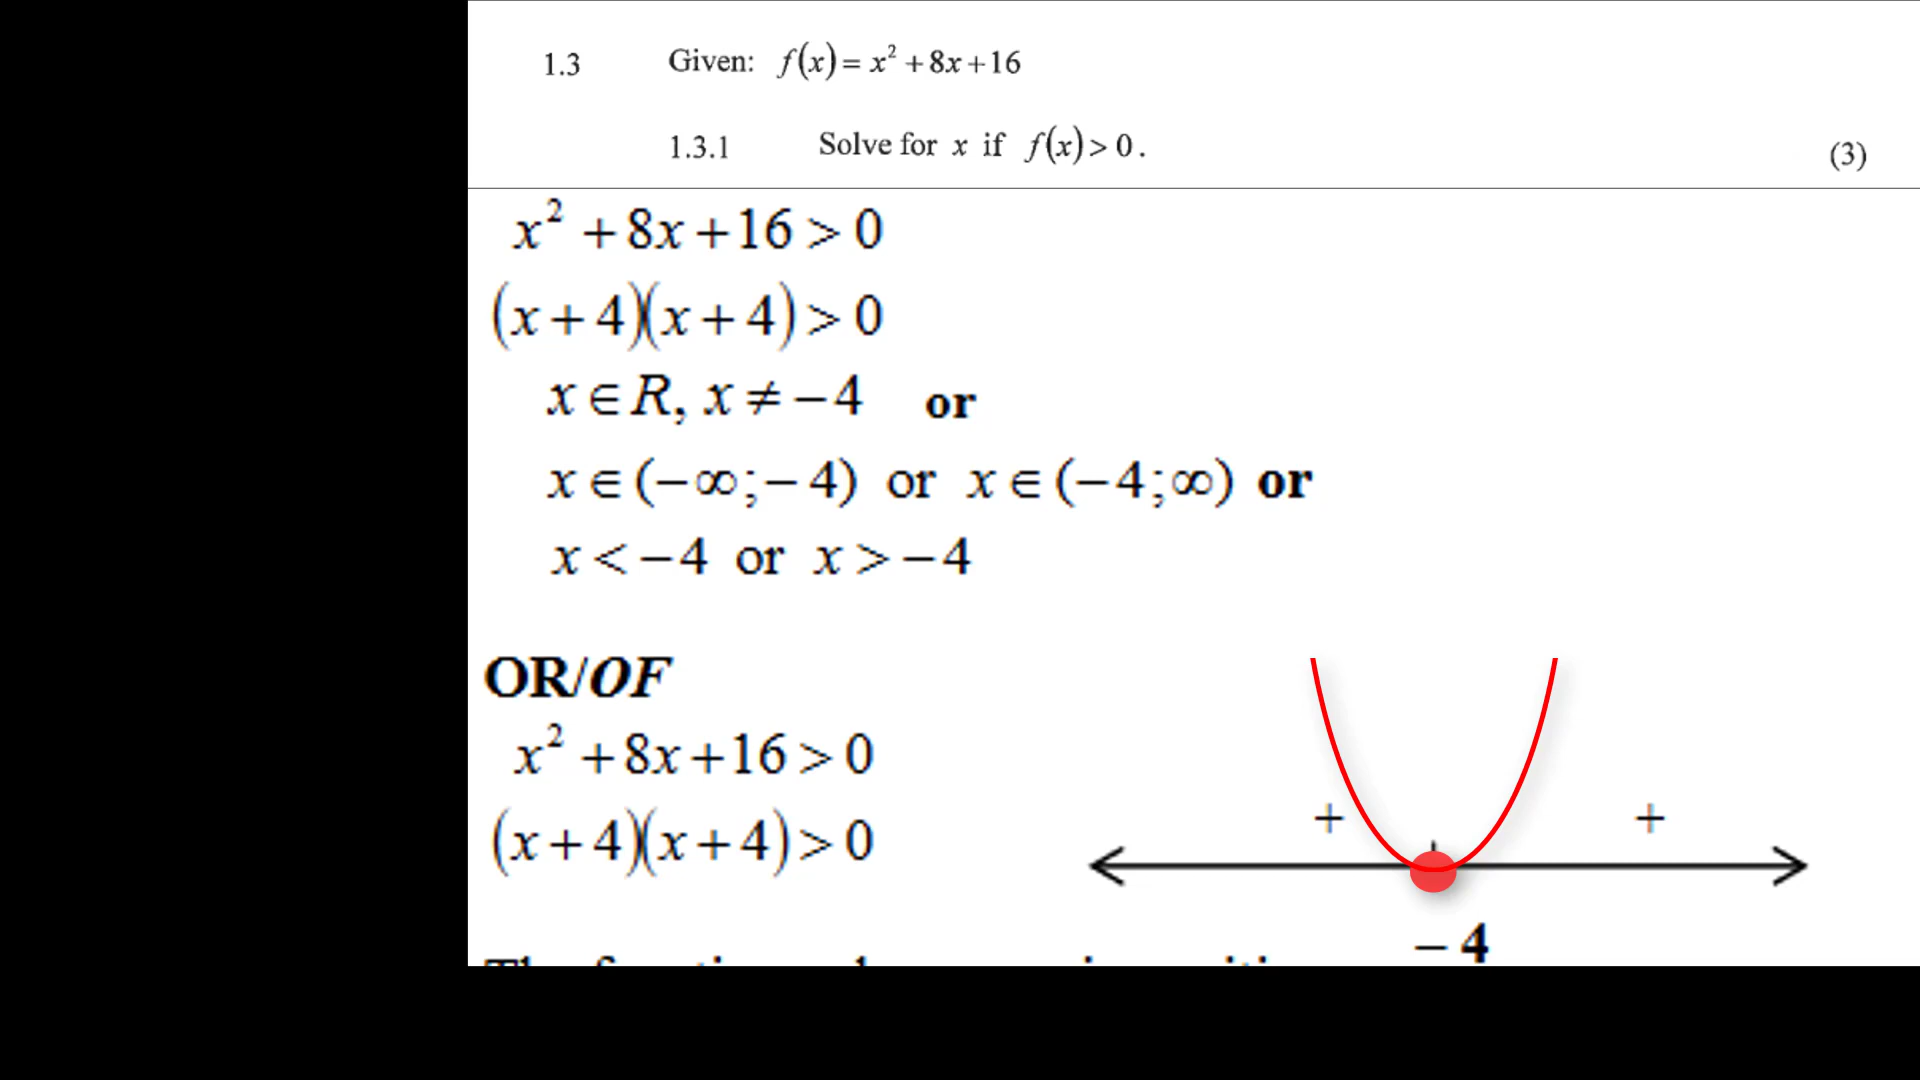 1.3 Given: f(x) = x² + 8x + 16
1.3.1 Solve for x if f(x) > 0. (3)
x² + 8x + 16 > 0
(x + 4)(x + 4) > 0
x ∈ R, x ≠ −4 or
x ∈ (−∞; −4) or x ∈ (−4; ∞) or
x < −4 or x > −4
OR/OF
x² + 8x + 16 > 0
(x + 4)(x + 4) > 0
+ +
−4